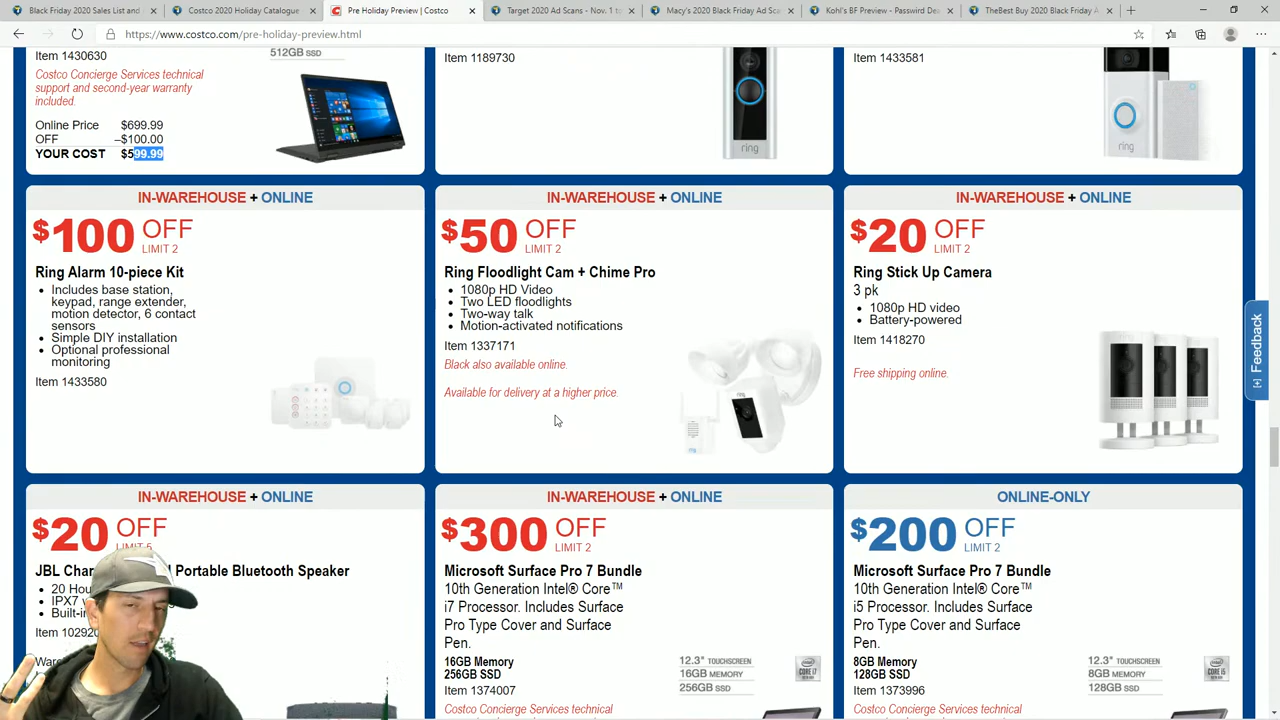 Black Friday 2020 Sales List and
Costco 2020 Holiday Catalogue
Pre Holiday Preview | Costco
Target 2020 Ad Scans - Nov. 1 to
Macy's 2020 Black Friday Ad Sca
Kohl's BF Preview - Passwird Dea
TheBest Buy 2020 Black Friday A
https://www.costco.com/pre-holiday-preview.html
Item 1430630
512GB SSD
Costco Concierge Services technical
support and second-year warranty
included.
Online Price $699.99
OFF –$100.00
YOUR COST $599.99
Item 1189730
ring
Item 1433581
ring
IN-WAREHOUSE + ONLINE
$100 OFF
LIMIT 2
Ring Alarm 10-piece Kit
• Includes base station,
keypad, range extender,
motion detector, 6 contact
sensors
• Simple DIY installation
• Optional professional
monitoring
Item 1433580
IN-WAREHOUSE + ONLINE
$50 OFF
LIMIT 2
Ring Floodlight Cam + Chime Pro
• 1080p HD Video
• Two LED floodlights
• Two-way talk
• Motion-activated notifications
Item 1337171
Black also available online.
Available for delivery at a higher price.
IN-WAREHOUSE + ONLINE
$20 OFF
LIMIT 2
Ring Stick Up Camera
3 pk
• 1080p HD video
• Battery-powered
Item 1418270
Free shipping online.
[+] Feedback
IN-WAREHOUSE + ONLINE
$20 OFF
LIMIT 5
JBL Char Portable Bluetooth Speaker
• 20 Hou
• IPX7
• Built-i
Item 102920
Ware
IN-WAREHOUSE + ONLINE
$300 OFF
LIMIT 2
Microsoft Surface Pro 7 Bundle
10th Generation Intel® Core™
i7 Processor. Includes Surface
Pro Type Cover and Surface
Pen.
16GB Memory
256GB SSD
Item 1374007
Costco Concierge Services technical
12.3" TOUCHSCREEN
16GB MEMORY
256GB SSD
ONLINE-ONLY
$200 OFF
LIMIT 2
Microsoft Surface Pro 7 Bundle
10th Generation Intel® Core™
i5 Processor. Includes Surface
Pro Type Cover and Surface
Pen.
8GB Memory
128GB SSD
Item 1373996
Costco Concierge Services technical
12.3" TOUCHSCREEN
8GB MEMORY
128GB SSD